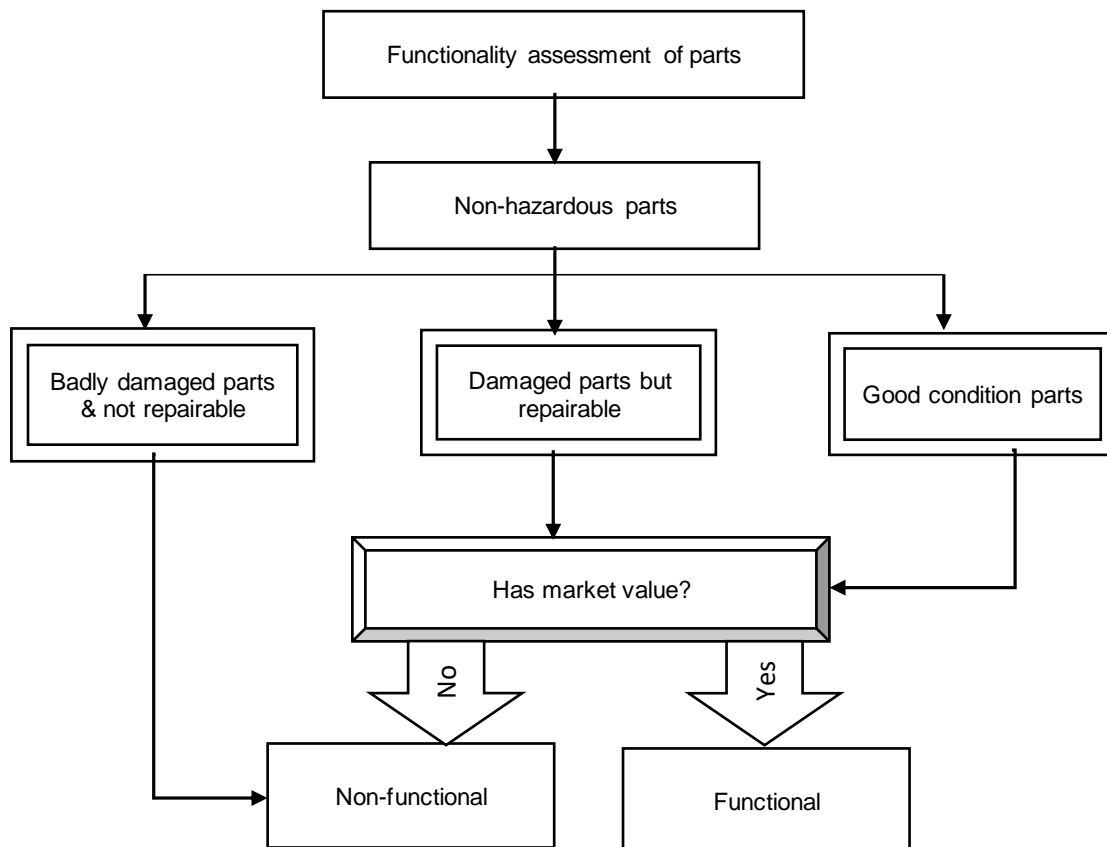 Functionality assessment of parts
Non-hazardous parts
Badly damaged parts
& not repairable
Damaged parts but
repairable
Good condition parts
Has market value?
No
Yes
Non-functional
Functional